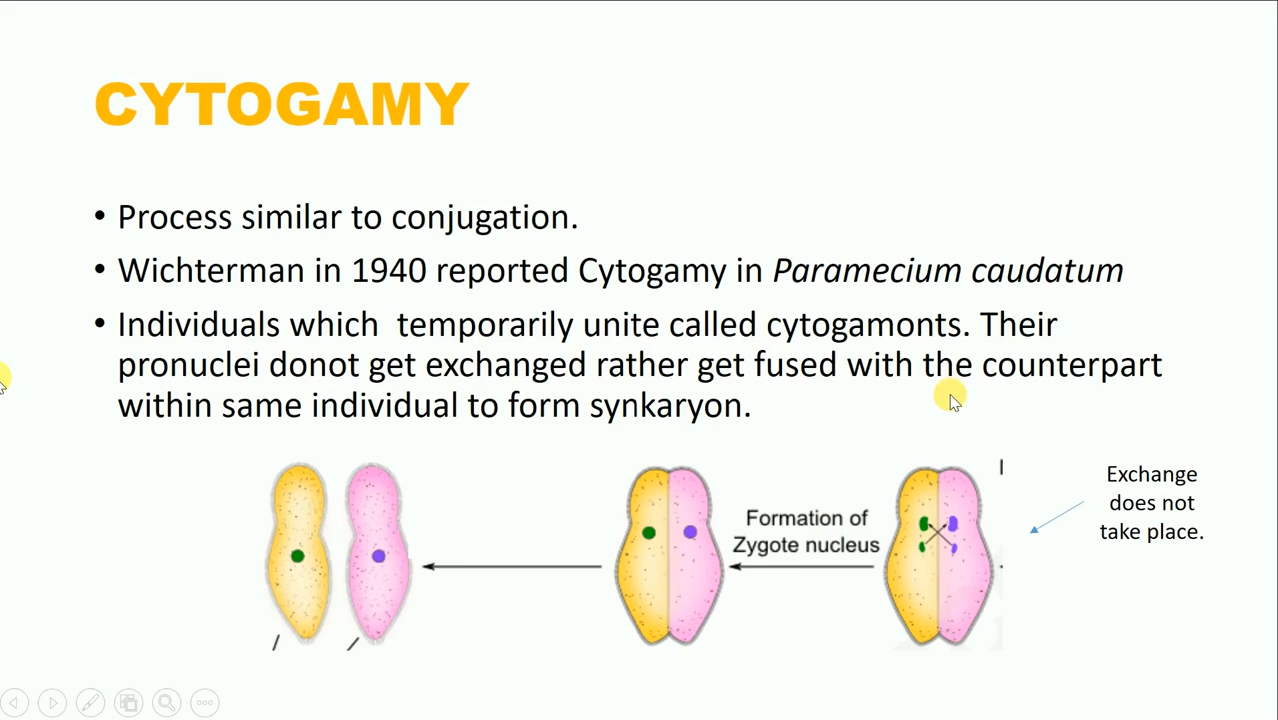 CYTOGAMY
• Process similar to conjugation.
• Wichterman in 1940 reported Cytogamy in Paramecium caudatum
• Individuals which temporarily unite called cytogamonts. Their
pronuclei donot get exchanged rather get fused with the counterpart
within same individual to form synkaryon.
Formation of
Zygote nucleus
Exchange
does not
take place.